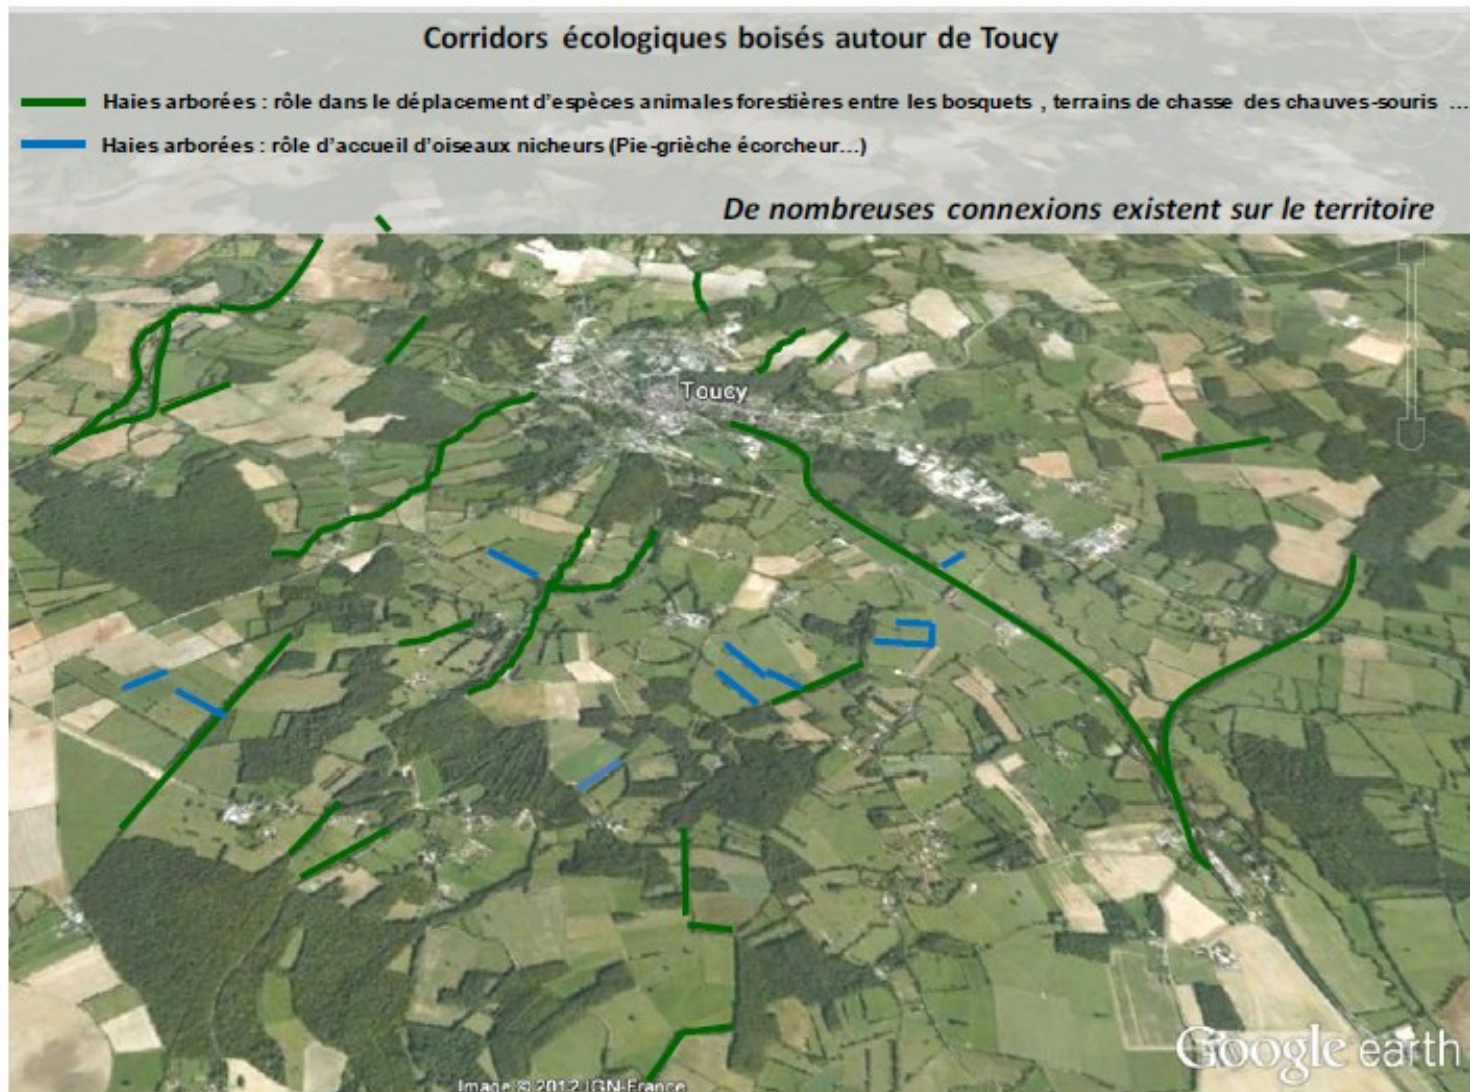 Corridors écologiques boisés autour de Toucy
Haies arborées : rôle dans le déplacement d'espèces animales forestières entre les bosquets , terrains de chasse des chauves-souris ...
Haies arborées : rôle d'accueil d'oiseaux nicheurs (Pie-grièche écorcheur...)
De nombreuses connexions existent sur le territoire
Toucy
Google earth
Image © 2012 IGN-France